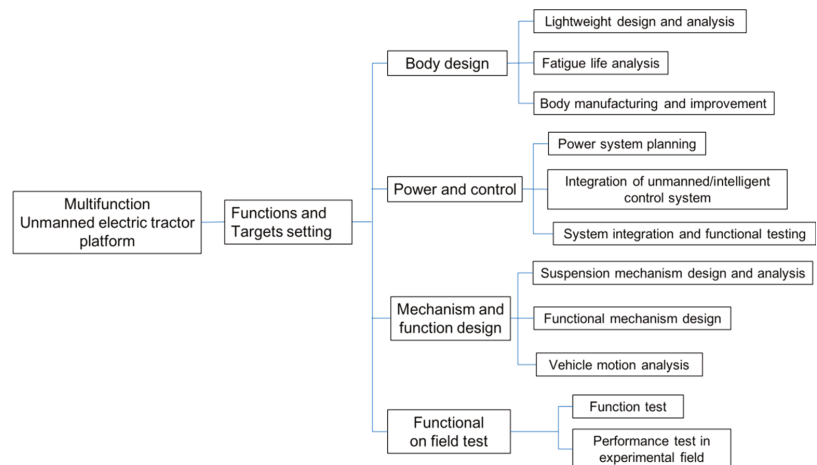 Multifunction
Unmanned electric tractor
platform
Functions and
Targets setting
Body design
Lightweight design and analysis
Fatigue life analysis
Body manufacturing and improvement
Power and control
Power system planning
Integration of unmanned/intelligent
control system
System integration and functional testing
Mechanism and
function design
Suspension mechanism design and analysis
Functional mechanism design
Vehicle motion analysis
Functional
on field test
Function test
Performance test in
experimental field